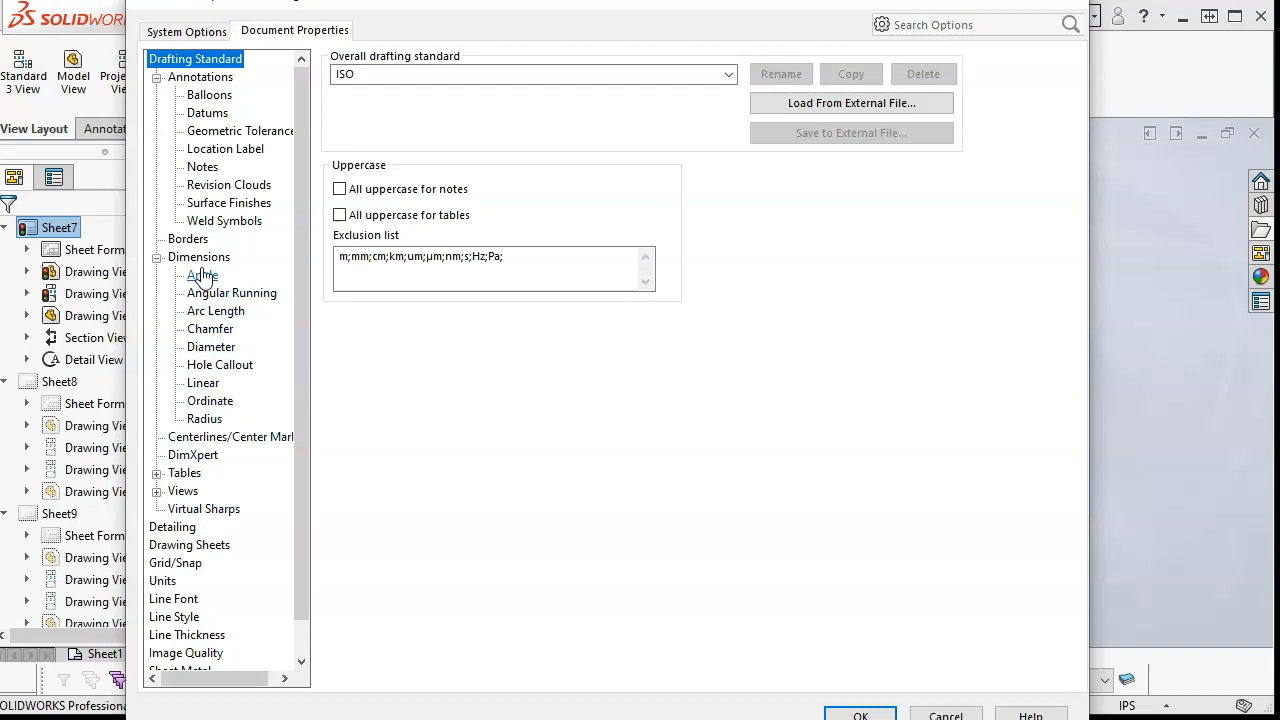 SOLIDWORKS
System Options
Document Properties
Search Options
Standard
3 View
Model
View
View Layout
Drafting Standard
Annotations
Balloons
Datums
Geometric Tolerance
Location Label
Notes
Revision Clouds
Surface Finishes
Weld Symbols
Borders
Dimensions
Angular Running
Arc Length
Chamfer
Diameter
Hole Callout
Linear
Ordinate
Radius
Centerlines/Center Mar
DimXpert
Tables
Views
Virtual Sharps
Detailing
Drawing Sheets
Grid/Snap
Units
Line Font
Line Style
Line Thickness
Image Quality
Overall drafting standard
ISO
Rename
Copy
Delete
Load From External File...
Save to External File...
Uppercase
All uppercase for notes
All uppercase for tables
Exclusion list
m;mm;cm;km;um;µm;nm;s;Hz;Pa;
Sheet7
Sheet Form
Drawing Vie
Drawing Vie
Drawing Vie
Section View
Detail View
Sheet8
Sheet Form
Drawing Vie
Drawing Vie
Drawing Vie
Drawing Vie
Sheet9
Sheet Form
Drawing Vie
Drawing Vie
Drawing Vie
Drawing Vie
Sheet1
OK
Cancel
Help
OLIDWORKS Professiona
IPS